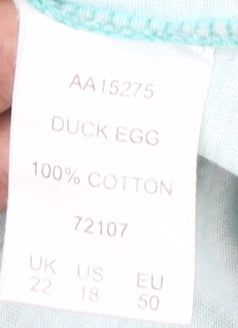 AA15275
DUCK EGG
100% COTTON
72107
UK US EU
22 18 50